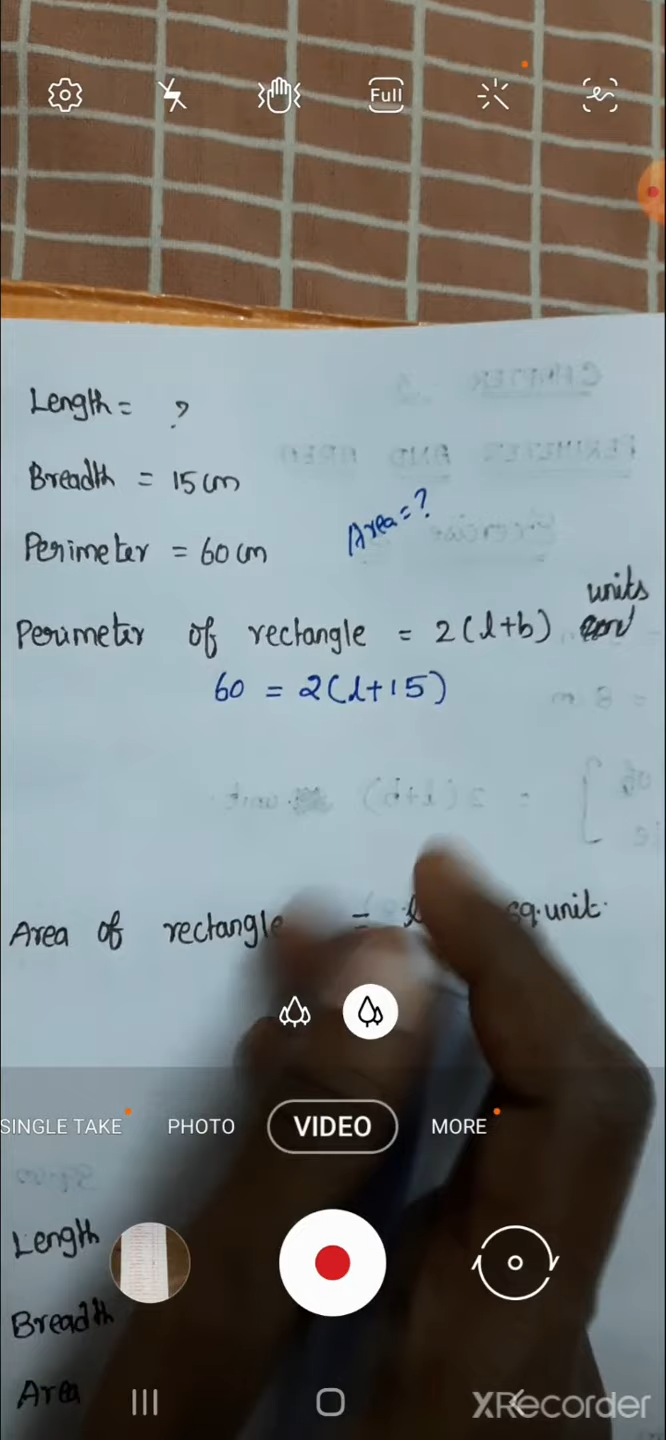 Full
Length = ?
Breadth = 15 cm
Area = ?
Perimeter = 60 cm
units
Perimeter of rectangle = 2(l+b)
60 = 2(l+15)
Area of rectangle = l sq.unit.
SINGLE TAKE PHOTO VIDEO MORE
Length
Breadth
Area
XRecorder